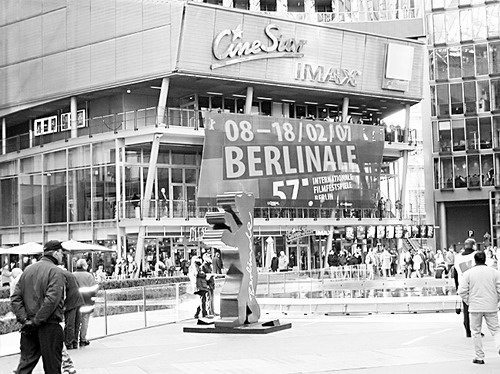 CineStar
IMAX
08-18/02/07
BERLINALE
57
INTERNATIONALE
FILMFESTSPIELE
BERLIN